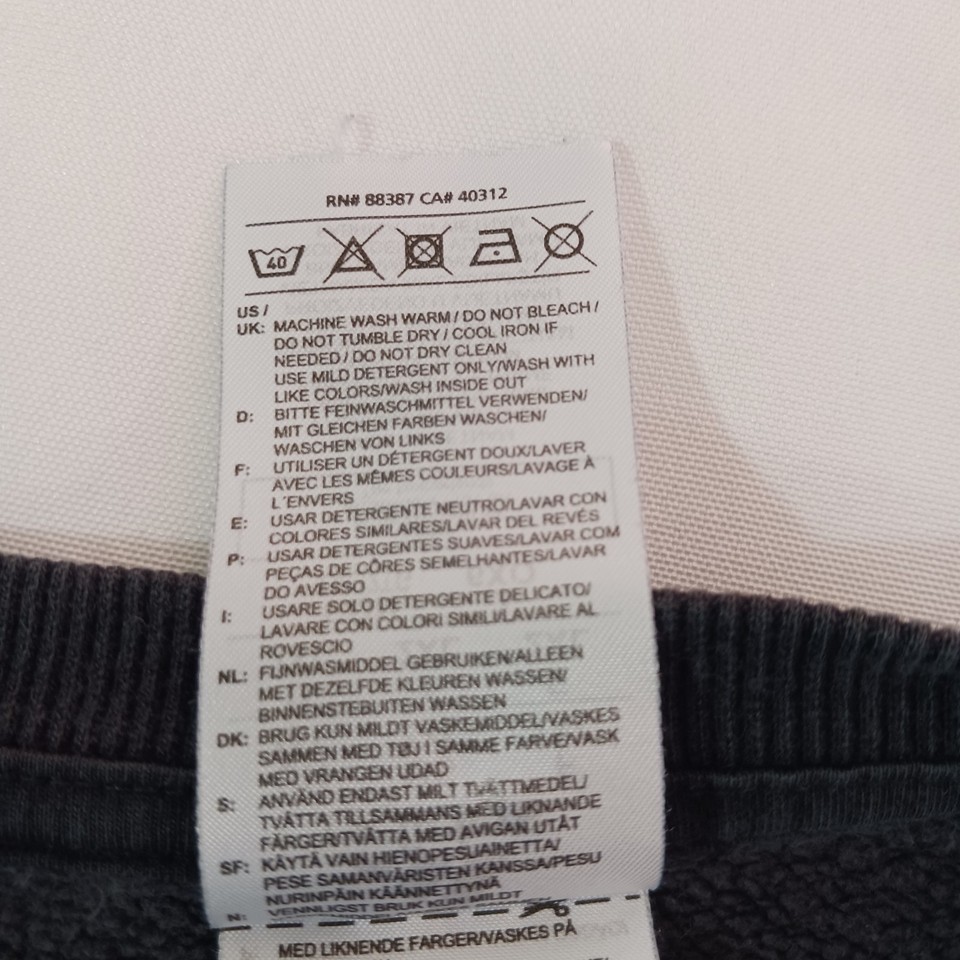 RN# 88387 CA# 40312
40
US /
UK: MACHINE WASH WARM / DO NOT BLEACH /
DO NOT TUMBLE DRY / COOL IRON IF
NEEDED / DO NOT DRY CLEAN
USE MILD DETERGENT ONLY/WASH WITH
LIKE COLORS/WASH INSIDE OUT
D: BITTE FEINWASCHMITTEL VERWENDEN/
MIT GLEICHEN FARBEN WASCHEN/
WASCHEN VON LINKS
F: UTILISER UN DÉTERGENT DOUX/LAVER
AVEC LES MÊMES COULEURS/LAVAGE À
L´ENVERS
E: USAR DETERGENTE NEUTRO/LAVAR CON
COLORES SIMILARES/LAVAR DEL REVÉS
P: USAR DETERGENTES SUAVES/LAVAR COM
PEÇAS DE CÔRES SEMELHANTES/LAVAR
DO AVESSO
I: USARE SOLO DETERGENTE DELICATO/
LAVARE CON COLORI SIMILI/LAVARE AL
ROVESCIO
NL: FIJNWASMIDDEL GEBRUIKEN/ALLEEN
MET DEZELFDE KLEUREN WASSEN/
BINNENSTEBUITEN WASSEN
DK: BRUG KUN MILDT VASKEMIDDEL/VASKES
SAMMEN MED TØJ I SAMME FARVE/VASK
MED VRANGEN UDAD
S: ANVÄND ENDAST MILT TVÄTTMEDEL/
TVÄTTA TILLSAMMANS MED LIKNANDE
FÄRGER/TVÄTTA MED AVIGAN UTÅT
SF: KÄYTÄ VAIN HIENOPESUAINETTA/
PESE SAMANVÄRISTEN KANSSA/PESU
NURINPÄIN KÄÄNNETTYNÄ
N: VENNLIGST BRUK KUN MILDT
MED LIKNENDE FARGER/VASKES PÅ